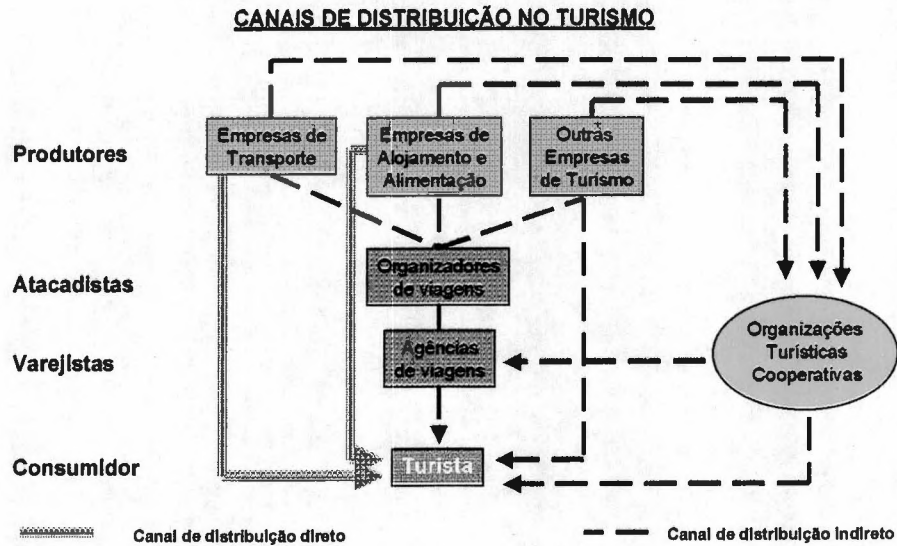 CANAIS DE DISTRIBUIÇÃO NO TURISMO
Produtores
Empresas de
Transporte
Empresas de
Alojamento e
Alimentação
Outras
Empresas
de Turismo
Atacadistas
Organizadores
de viagens
Varejistas
Agências
de viagens
Organizações
Turísticas
Cooperativas
Consumidor
Turista
Canal de distribuição direto
Canal de distribuição indireto